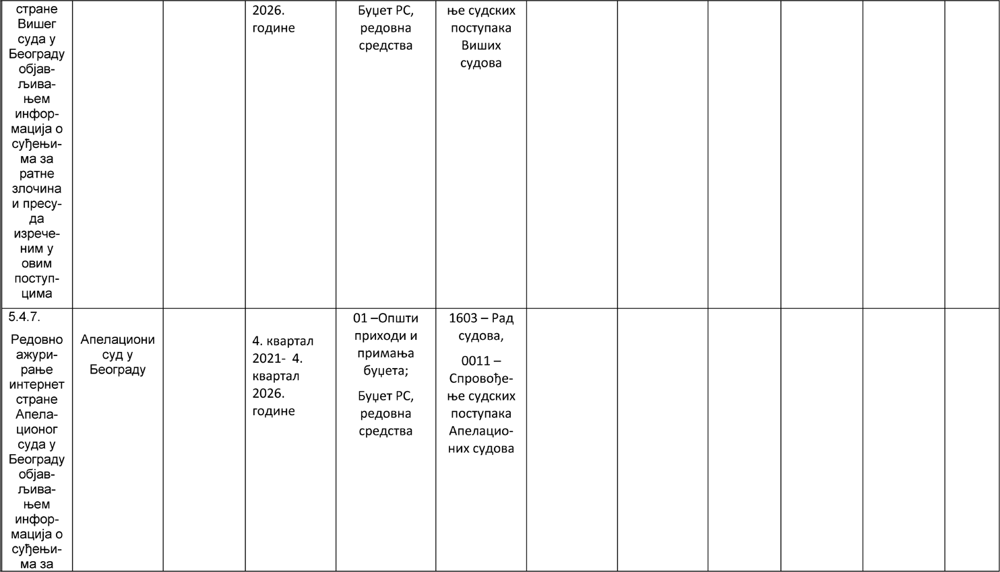 стране
Вишег
суда у
Београду
објав-
љива-
њем
инфор-
мација о
суђењи-
ма за
ратне
злочина
и пресу-
да
изрече-
ним у
овим
поступ-
цима
2026.
године
Буџет РС,
редовна
средства
ње судских
поступака
Виших
судова
5.4.7.
Редовно
ажури-
рање
интернет
стране
Апела-
ционог
суда у
Београду
објав-
љива-
њем
инфор-
мација о
суђењи-
ма за
Апелациони
суд у
Београду
4. квартал
2021- 4.
квартал
2026.
године
01 –Општи
приходи и
примања
буџета;
Буџет РС,
редовна
средства
1603 – Рад
судова,
0011 –
Спровође-
ње судских
поступака
Апелацио-
них судова